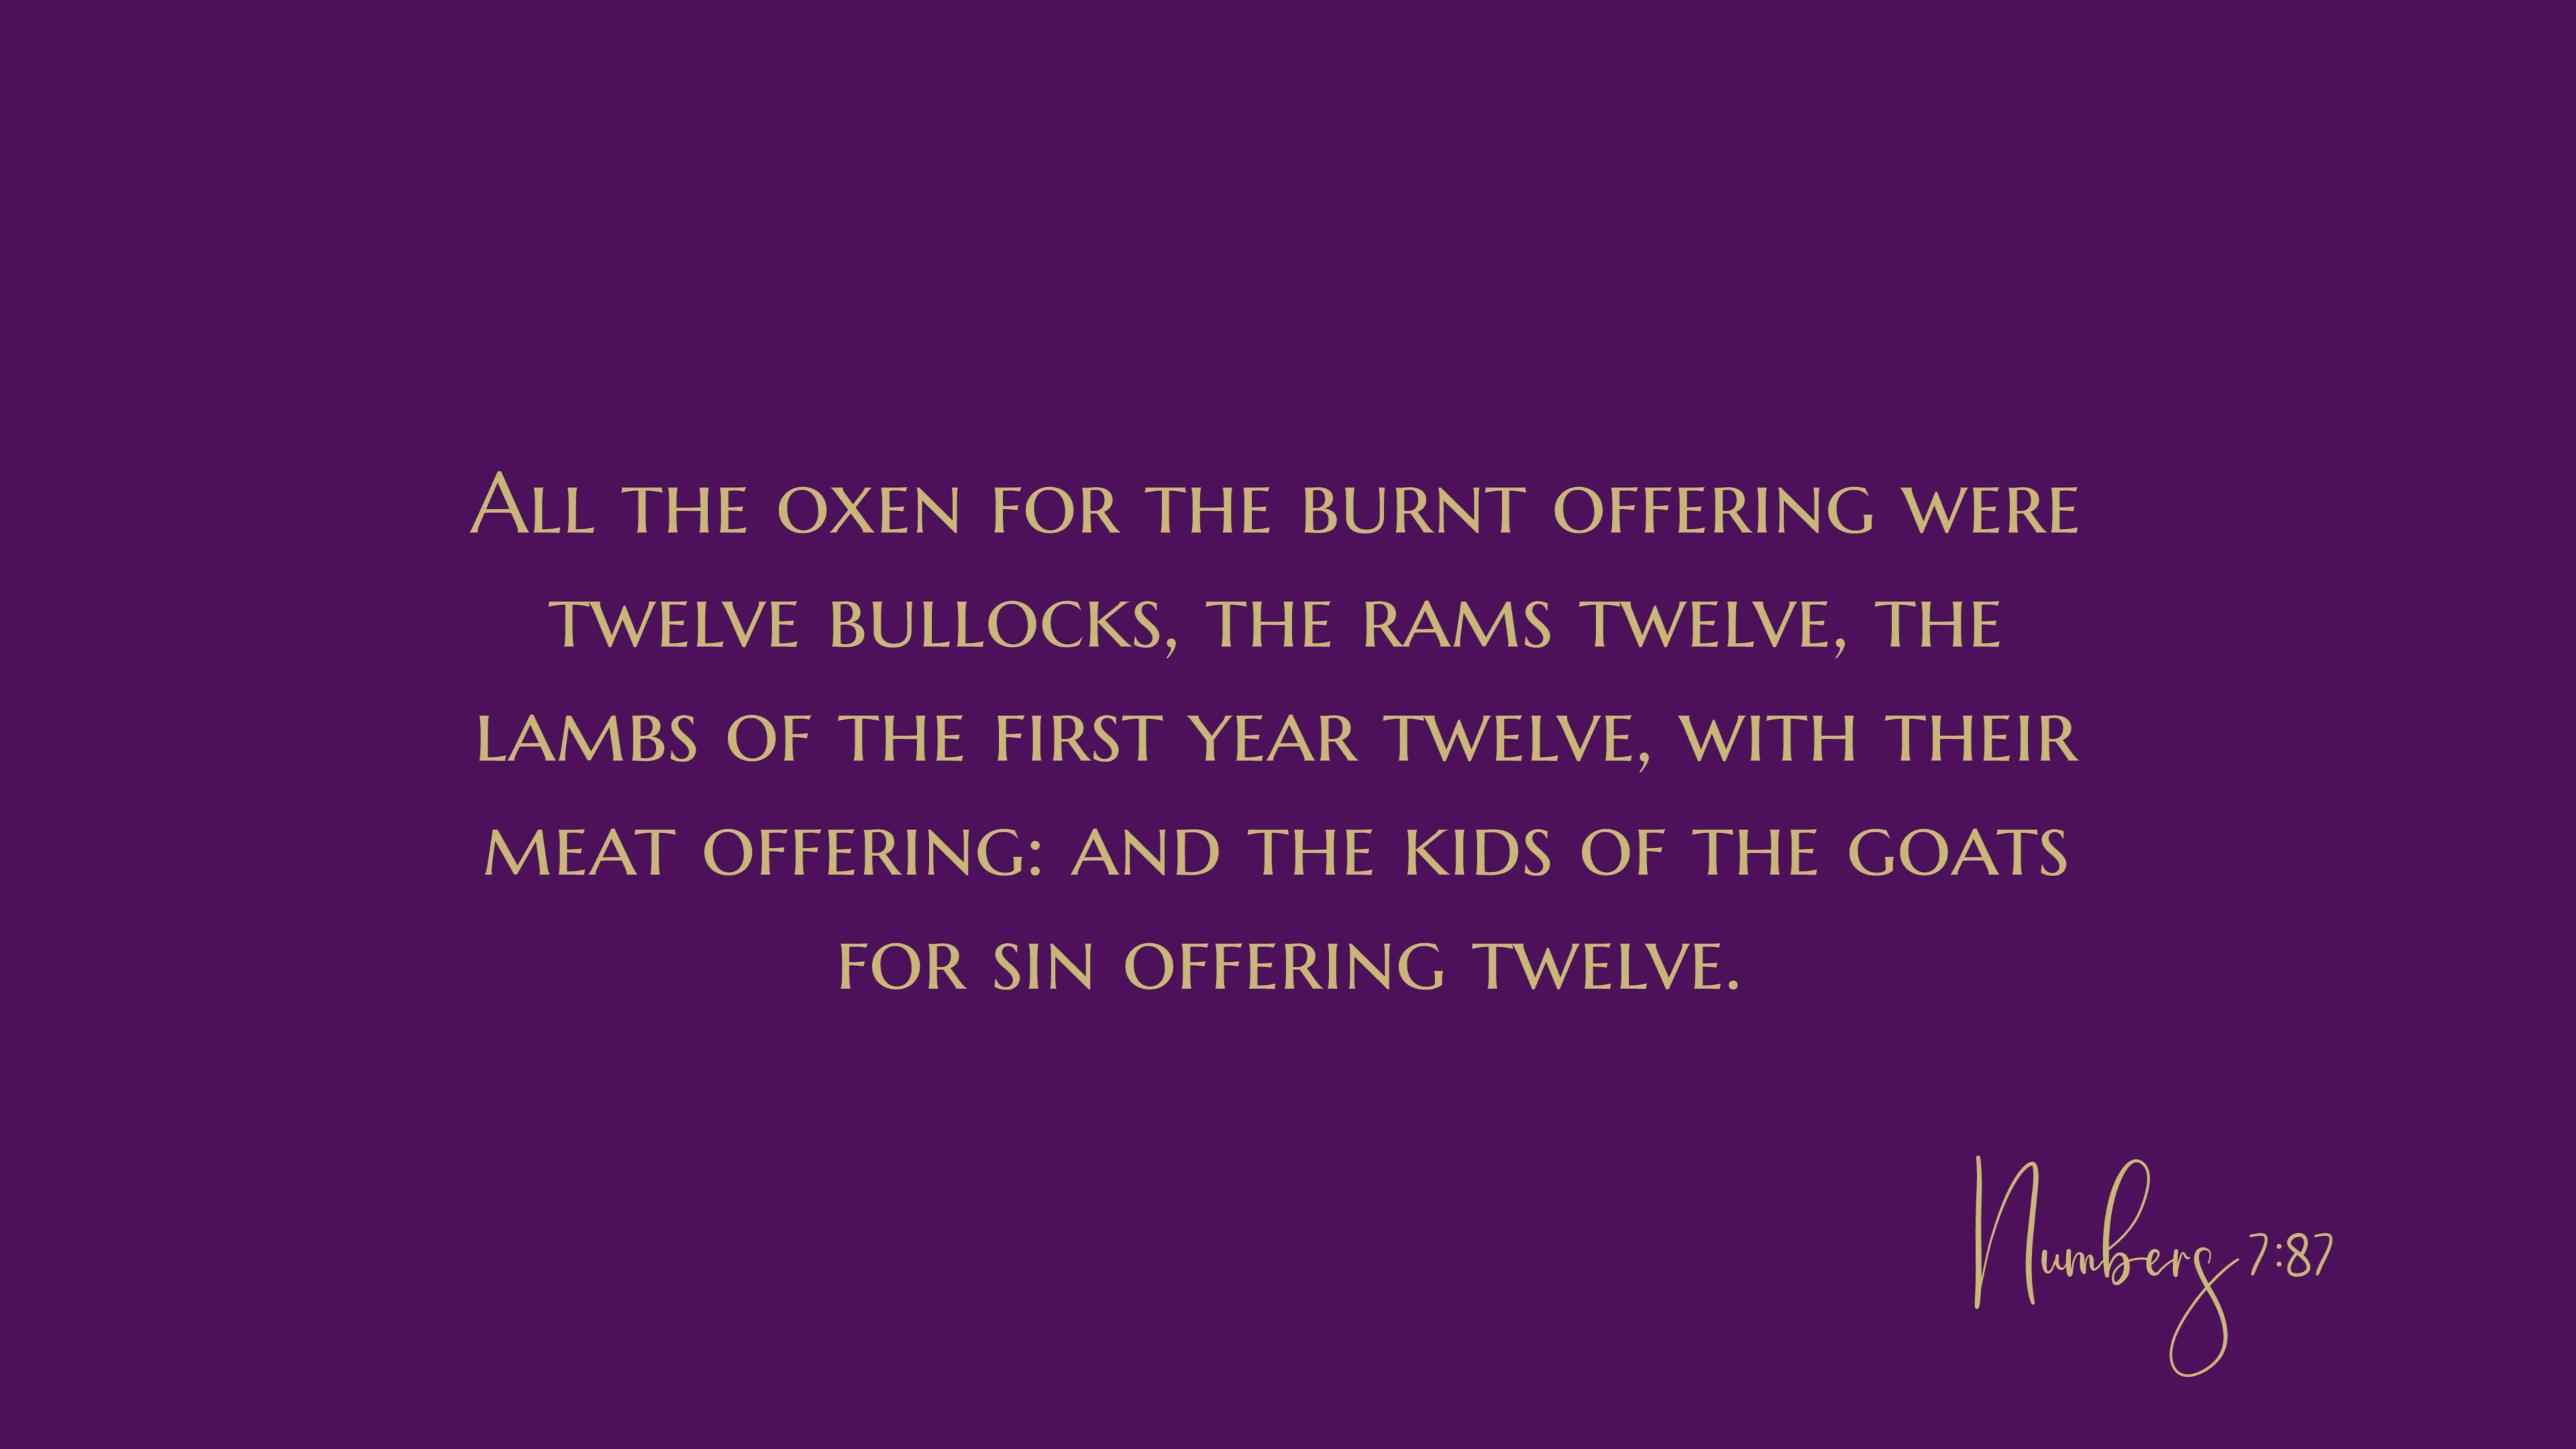 All the oxen for the burnt offering were
twelve bullocks, the rams twelve, the
lambs of the first year twelve, with their
meat offering: and the kids of the goats
for sin offering twelve.
Numbers 7:87